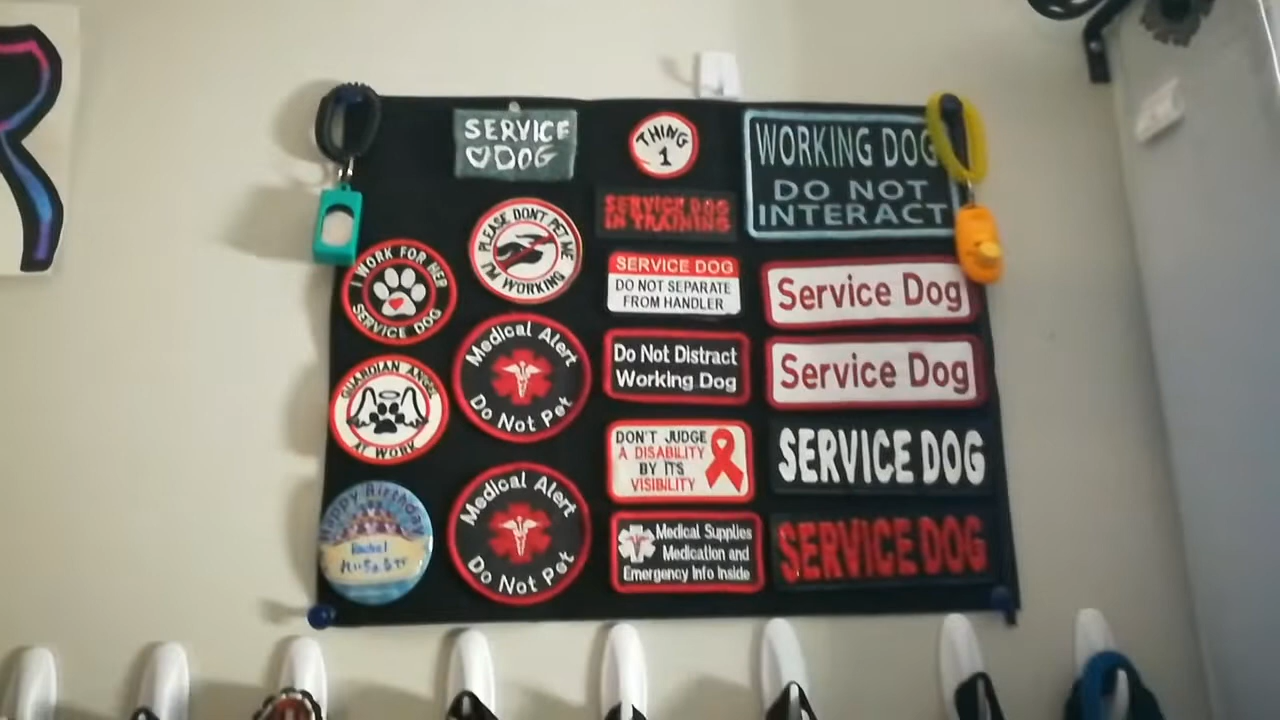 SERVICE
DOG
THING
1
WORKING DOG
DO NOT
INTERACT
PLEASE DON'T PET ME
I'M WORKING
SERVICE DOG
IN TRAINING
I WORK FOR HER
SERVICE DOG
SERVICE DOG
DO NOT SEPARATE
FROM HANDLER
Service Dog
Medical Alert
Do Not Pet
Do Not Distract
Working Dog
Service Dog
GUARDIAN ANGEL
AT WORK
DON'T JUDGE
A DISABILITY
BY ITS
VISIBILITY
SERVICE DOG
Happy Birthday
Rachel
Medical Alert
Do Not Pet
Medical Supplies
Medication and
Emergency Info Inside
SERVICE DOG